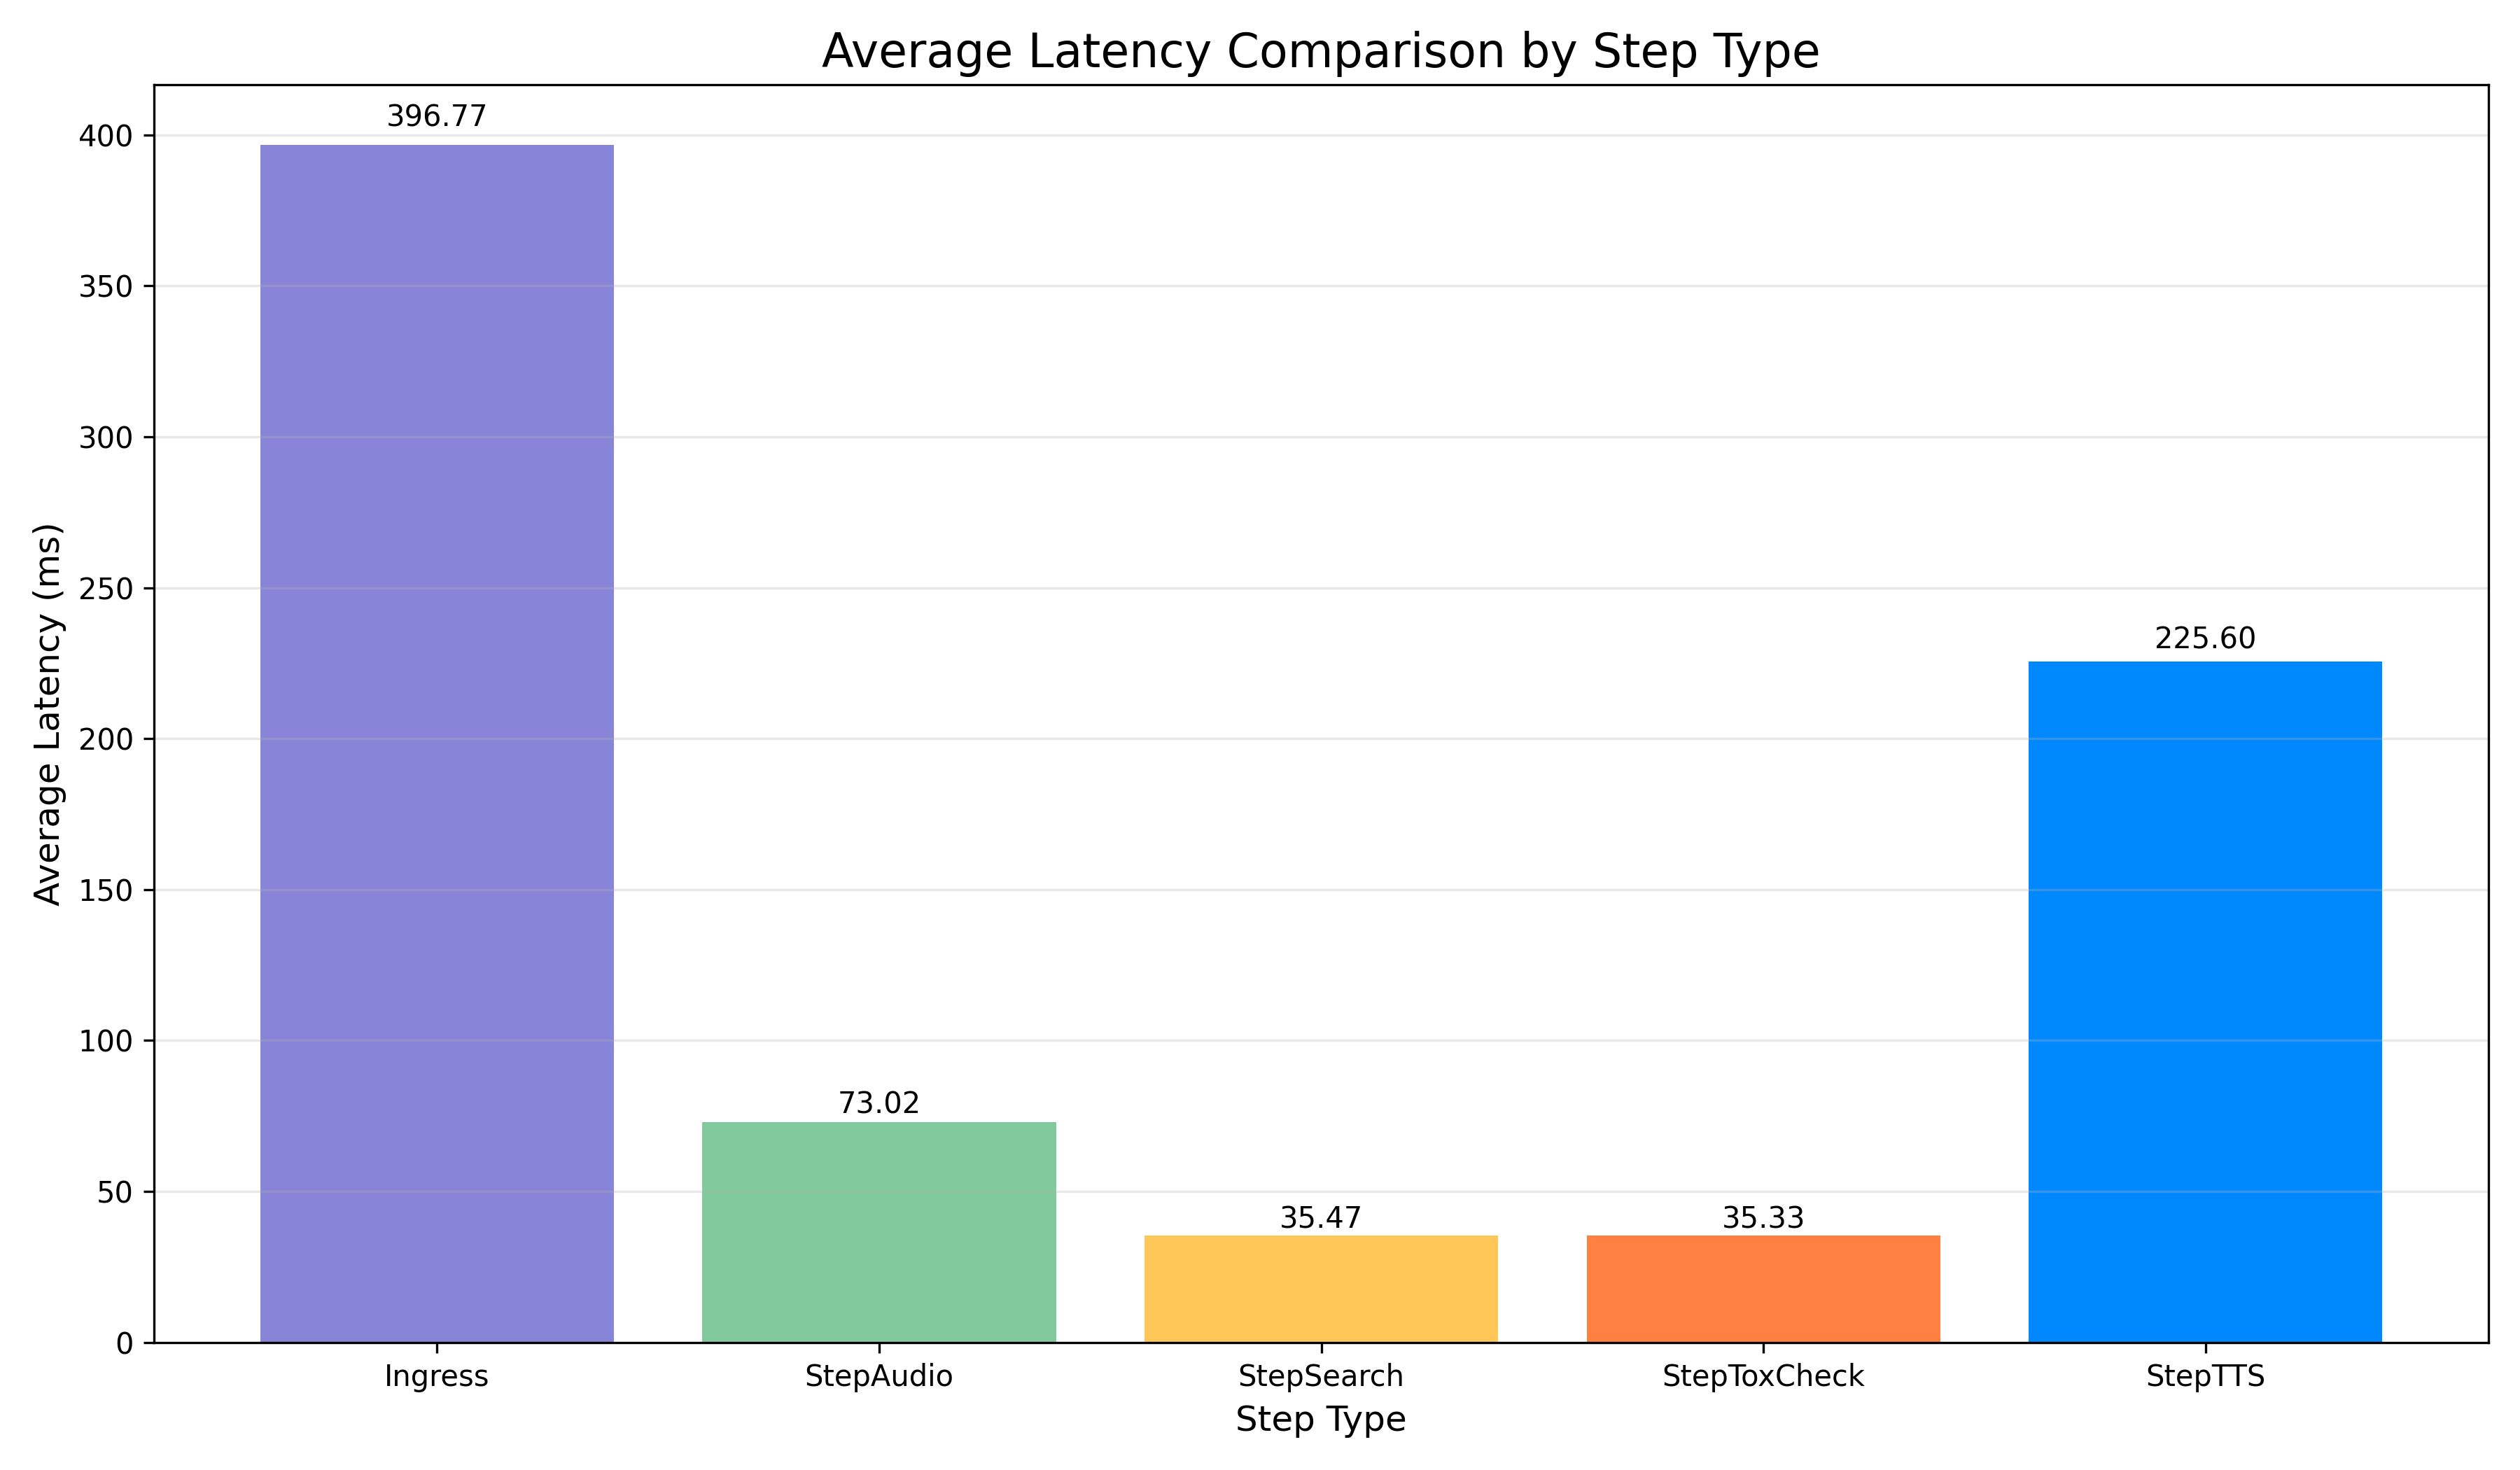 Average Latency Comparison by Step Type
Average Latency (ms)
400
350
300
250
200
150
100
50
0
396.77
73.02
35.47
35.33
225.60
Ingress
StepAudio
StepSearch
StepToxCheck
StepTTS
Step Type